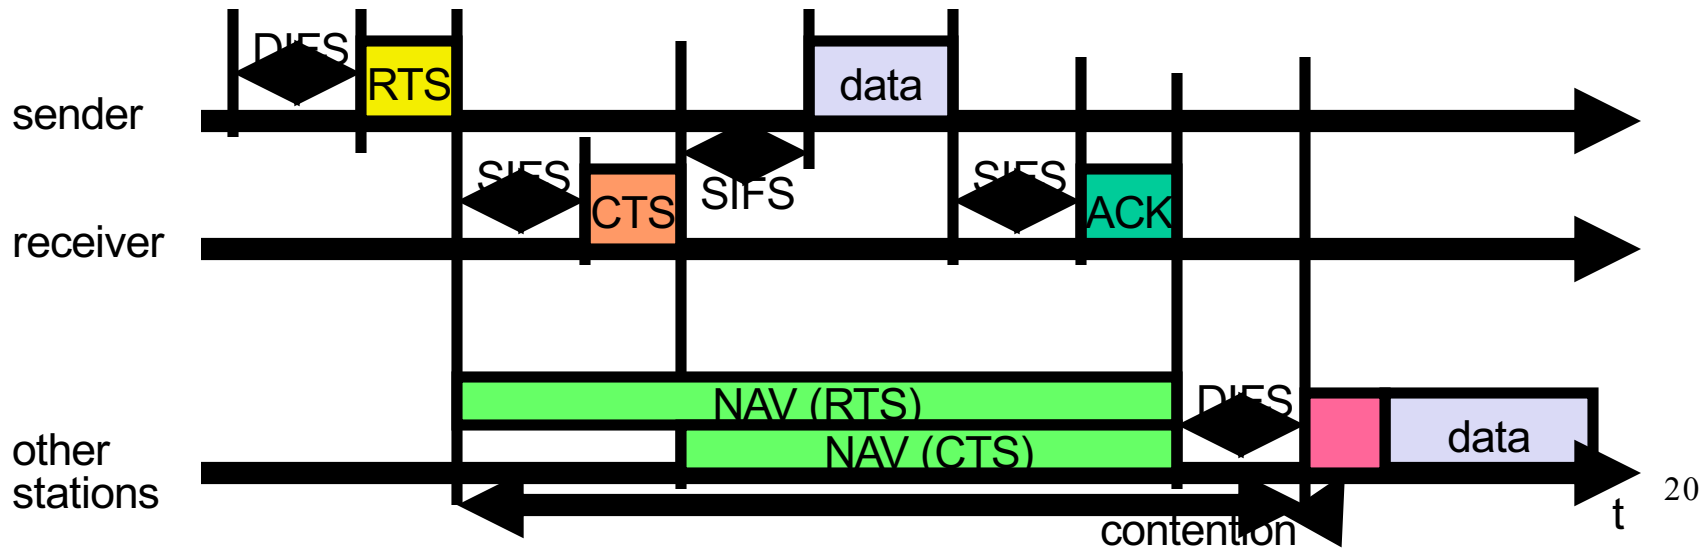 DIFS
RTS
data
sender
SIFS
CTS
SIFS
SIFS
ACK
receiver
NAV (RTS)
DIFS
NAV (CTS)
data
other
stations
contention
t
20